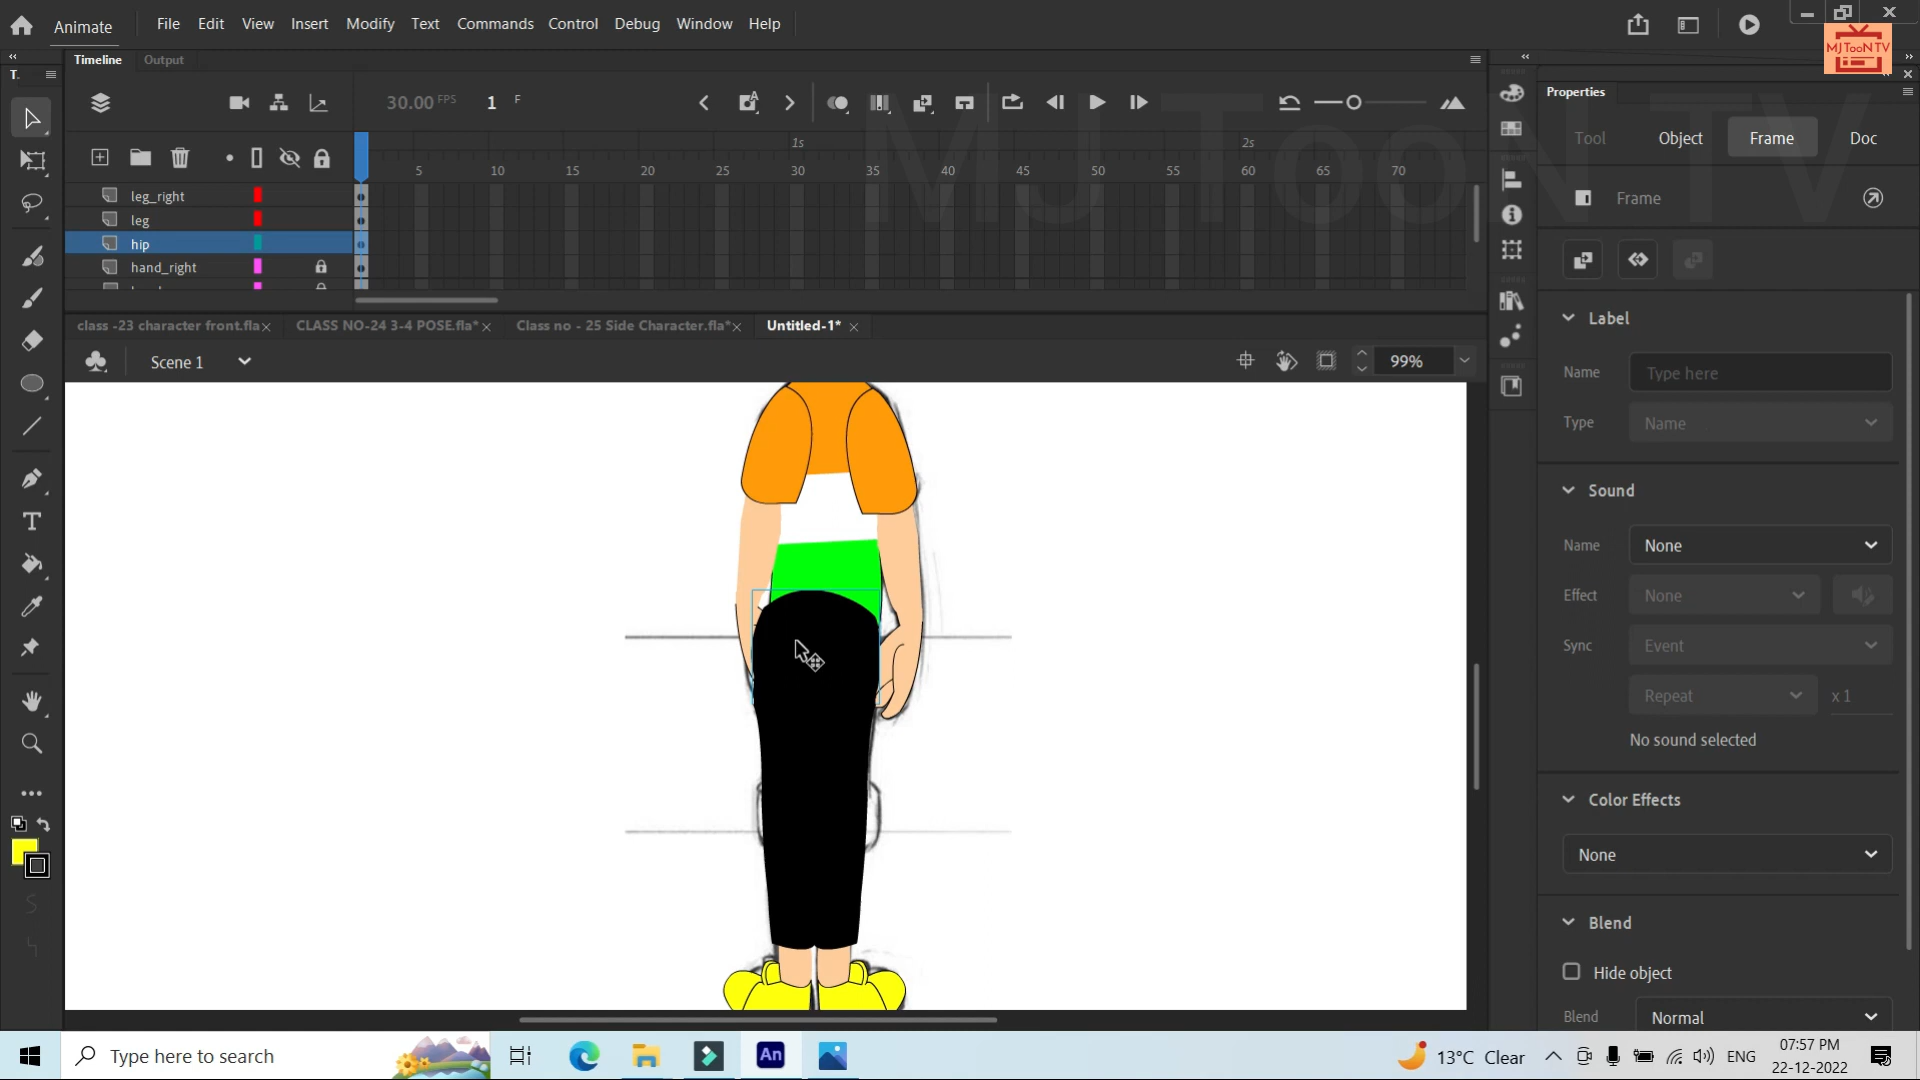 Animate
File Edit View Insert Modify Text Commands Control Debug Window Help
MJTooN TV
Timeline Output
T.
Properties
30.00 FPS 1 F
Tool Object Frame Doc
1s 2s
5 10 15 20 25 30 35 40 45 50 55 60 65 70
MJ TooN TV
leg_right
leg
hip
hand_right
Frame
Label
Name Type here
Type Name
class -23 character front.fla CLASS NO-24 3-4 POSE.fla* Class no - 25 Side Character.fla* Untitled-1*
Scene 1 99%
Sound
Name None
Effect None
Sync Event
Repeat x 1
No sound selected
Color Effects
None
Blend
Hide object
Blend Normal
Type here to search
An
13°C Clear
ENG
07:57 PM
22-12-2022